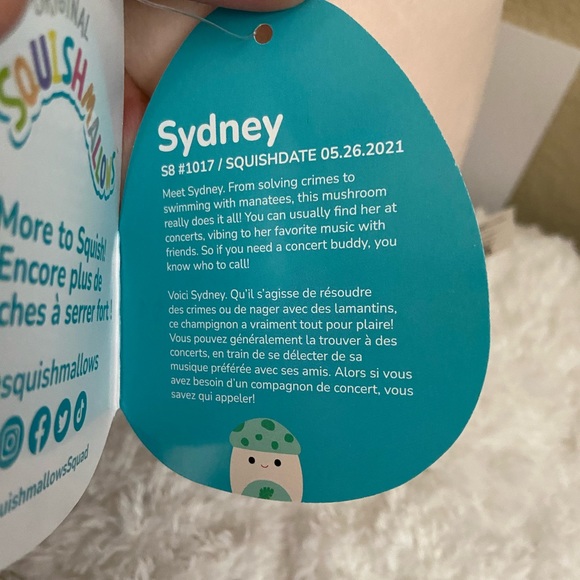 ORIGINAL
SQUISHMALLOWS
More to Squish!
Encore plus de
ches à serrer fort !
squishmallows
uishmallowsSquad
Sydney
S8 #1017 / SQUISHDATE 05.26.2021
Meet Sydney. From solving crimes to
swimming with manatees, this mushroom
really does it all! You can usually find her at
concerts, vibing to her favorite music with
friends. So if you need a concert buddy, you
know who to call!
Voici Sydney. Qu'il s'agisse de résoudre
des crimes ou de nager avec des lamantins,
ce champignon a vraiment tout pour plaire!
Vous pouvez généralement la trouver à des
concerts, en train de se délecter de sa
musique préférée avec ses amis. Alors si vous
avez besoin d'un compagnon de concert, vous
savez qui appeler!